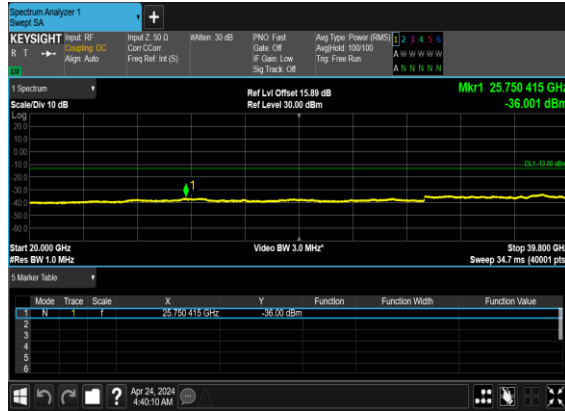 Spectrum Analyzer 1
Swept SA
+
KEYSIGHT Input: RF Input Z: 50 Ω #Atten: 30 dB PNO: Fast Avg Type: Power (RMS) 1 2 3 4 5 6
R T Coupling: DC Corr CCorr Gate: Off Avg|Hold: 100/100 A W W W W W
Align: Auto Freq Ref: Int (S) IF Gain: Low Trig: Free Run
Sig Track: Off A N N N N N
1 Spectrum Ref Lvl Offset 15.89 dB Mkr1 25.750 415 GHz
Scale/Div 10 dB Ref Level 30.00 dBm -36.001 dBm
Log
20.0
10.0
0.00
-10.0
DL1 -13.00 dBm
-20.0
-30.0
1
-40.0
-50.0
-60.0
Start 20.000 GHz Video BW 3.0 MHz* Stop 39.800 GHz
#Res BW 1.0 MHz Sweep 34.7 ms (40001 pts)
5 Marker Table
Mode Trace Scale X Y Function Function Width Function Value
1 N 1 f 25.750 415 GHz -36.00 dBm
2
3
4
5
6
? Apr 24, 2024
4:40:10 AM